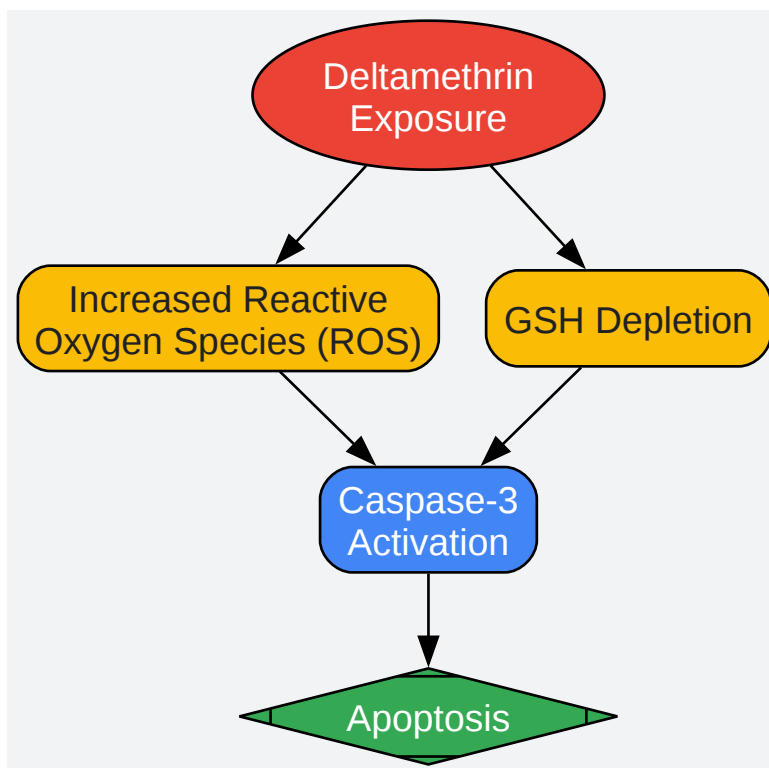 Deltamethrin
Exposure
Increased Reactive
Oxygen Species (ROS)
GSH Depletion
Caspase-3
Activation
Apoptosis